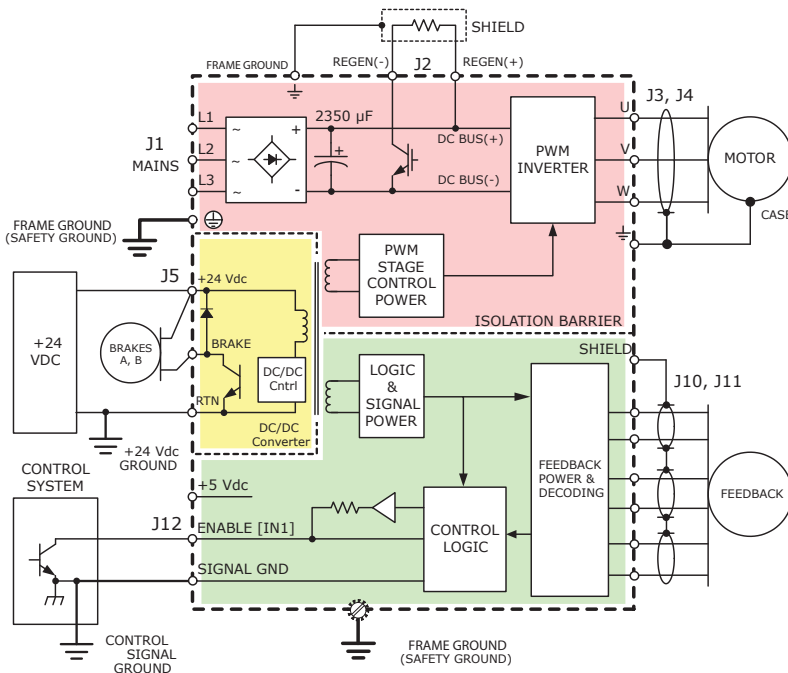 SHIELD
FRAME GROUND
REGEN(-)
J2
REGEN(+)
J3, J4
L1
~
+
2350 µF
+
U
DC BUS(+)
J1
MAINS
L2
~
PWM
INVERTER
V
MOTOR
L3
~
-
DC BUS(-)
W
CASE
FRAME GROUND
(SAFETY GROUND)
J5
+24 Vdc
PWM
STAGE
CONTROL
POWER
ISOLATION BARRIER
+24
VDC
BRAKES
A, B
BRAKE
SHIELD
DC/DC
Cntrl
LOGIC
&
SIGNAL
POWER
J10, J11
RTN
DC/DC
Converter
+24 Vdc
GROUND
CONTROL
SYSTEM
+5 Vdc
FEEDBACK
POWER &
DECODING
FEEDBACK
J12
ENABLE [IN1]
CONTROL
LOGIC
SIGNAL GND
CONTROL
SIGNAL
GROUND
FRAME GROUND
(SAFETY GROUND)